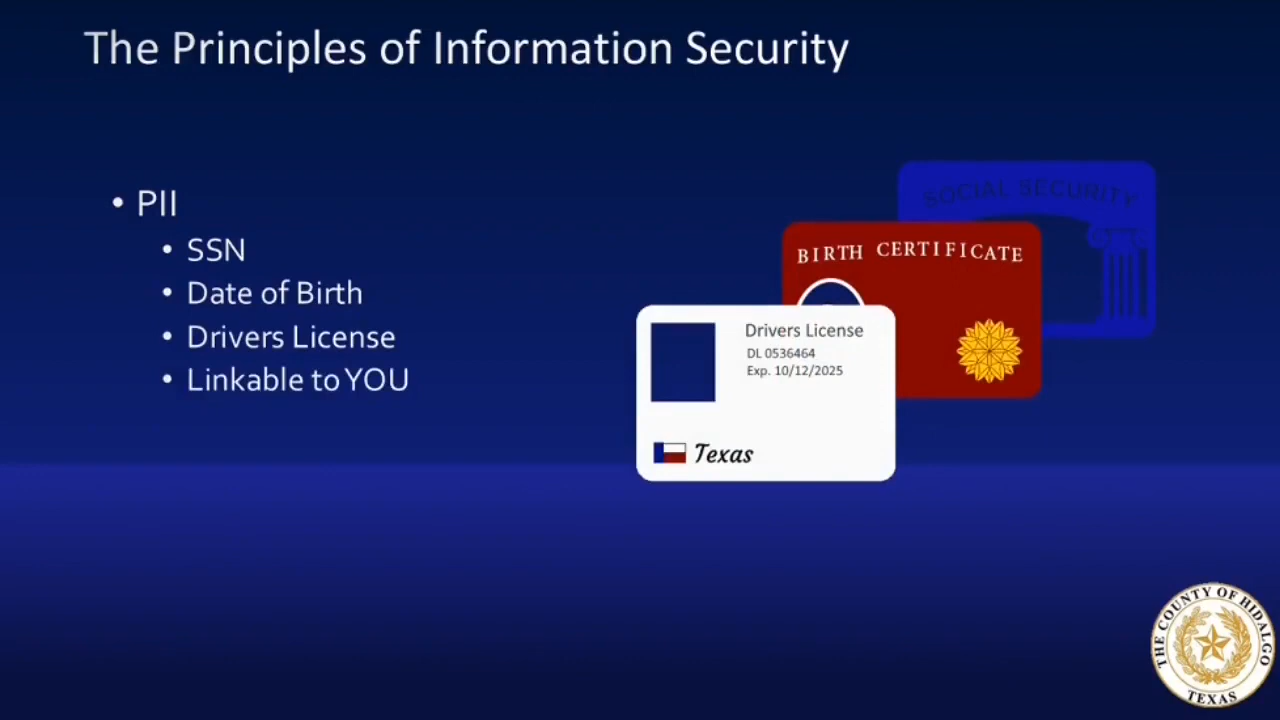 The Principles of Information Security
• PII
• SSN
• Date of Birth
• Drivers License
• Linkable to YOU
SOCIAL SECURITY
BIRTH CERTIFICATE
Drivers License
DL 0536464
Exp. 10/12/2025
Texas
THE COUNTY OF HIDALGO
TEXAS